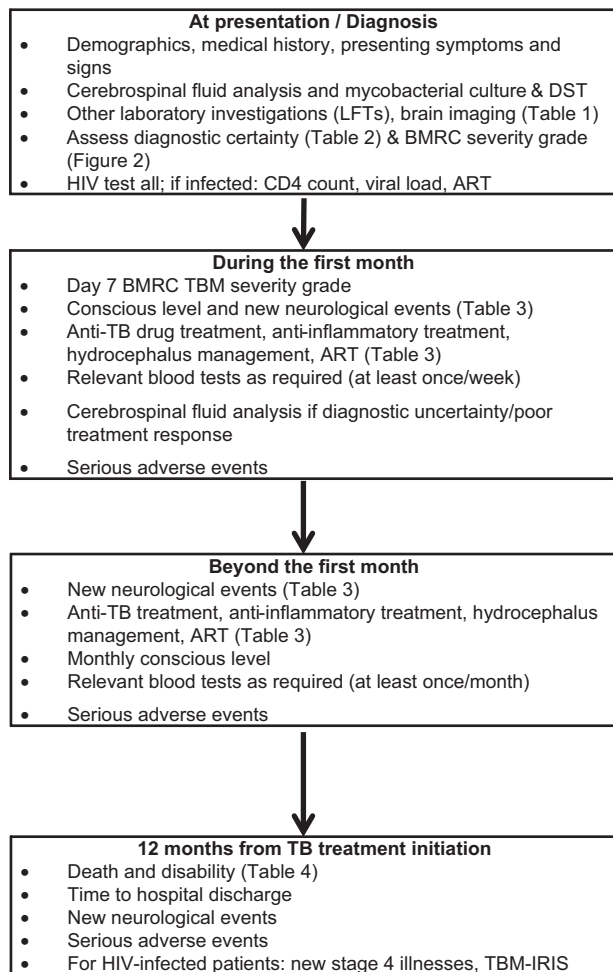 At presentation / Diagnosis
• Demographics, medical history, presenting symptoms and
signs
• Cerebrospinal fluid analysis and mycobacterial culture & DST
• Other laboratory investigations (LFTs), brain imaging (Table 1)
• Assess diagnostic certainty (Table 2) & BMRC severity grade
(Figure 2)
• HIV test all; if infected: CD4 count, viral load, ART
During the first month
• Day 7 BMRC TBM severity grade
• Conscious level and new neurological events (Table 3)
• Anti-TB drug treatment, anti-inflammatory treatment,
hydrocephalus management, ART (Table 3)
• Relevant blood tests as required (at least once/week)
• Cerebrospinal fluid analysis if diagnostic uncertainty/poor
treatment response
• Serious adverse events
Beyond the first month
• New neurological events (Table 3)
• Anti-TB treatment, anti-inflammatory treatment, hydrocephalus
management, ART (Table 3)
• Monthly conscious level
• Relevant blood tests as required (at least once/month)
• Serious adverse events
12 months from TB treatment initiation
• Death and disability (Table 4)
• Time to hospital discharge
• New neurological events
• Serious adverse events
• For HIV-infected patients: new stage 4 illnesses, TBM-IRIS